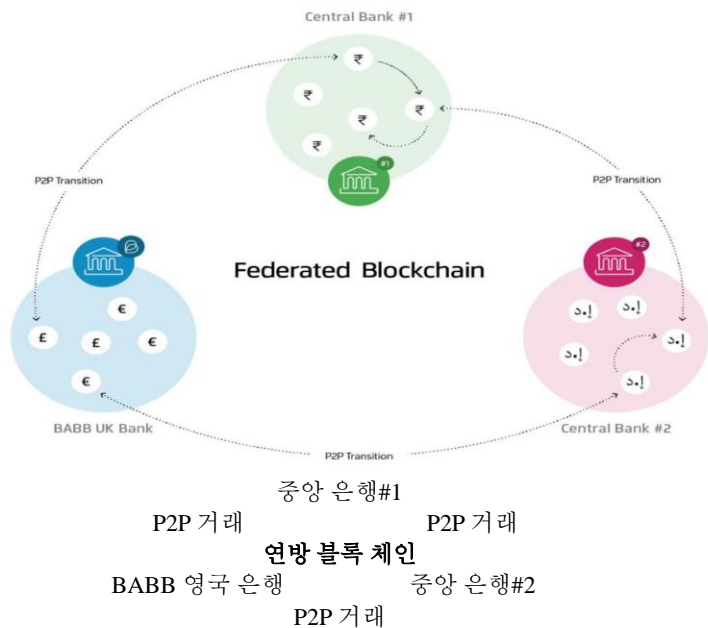 Central Bank #1
₹
₹
₹
₹
₹
#1
P2P Transition
P2P Transition
#2
Federated Blockchain
€
£
£
€
€
د.إ
د.إ
د.إ
د.إ
د.إ
BABB UK Bank
Central Bank #2
P2P Transition
중앙 은행#1
P2P 거래 P2P 거래
연방 블록 체인
BABB 영국 은행 중앙 은행#2
P2P 거래